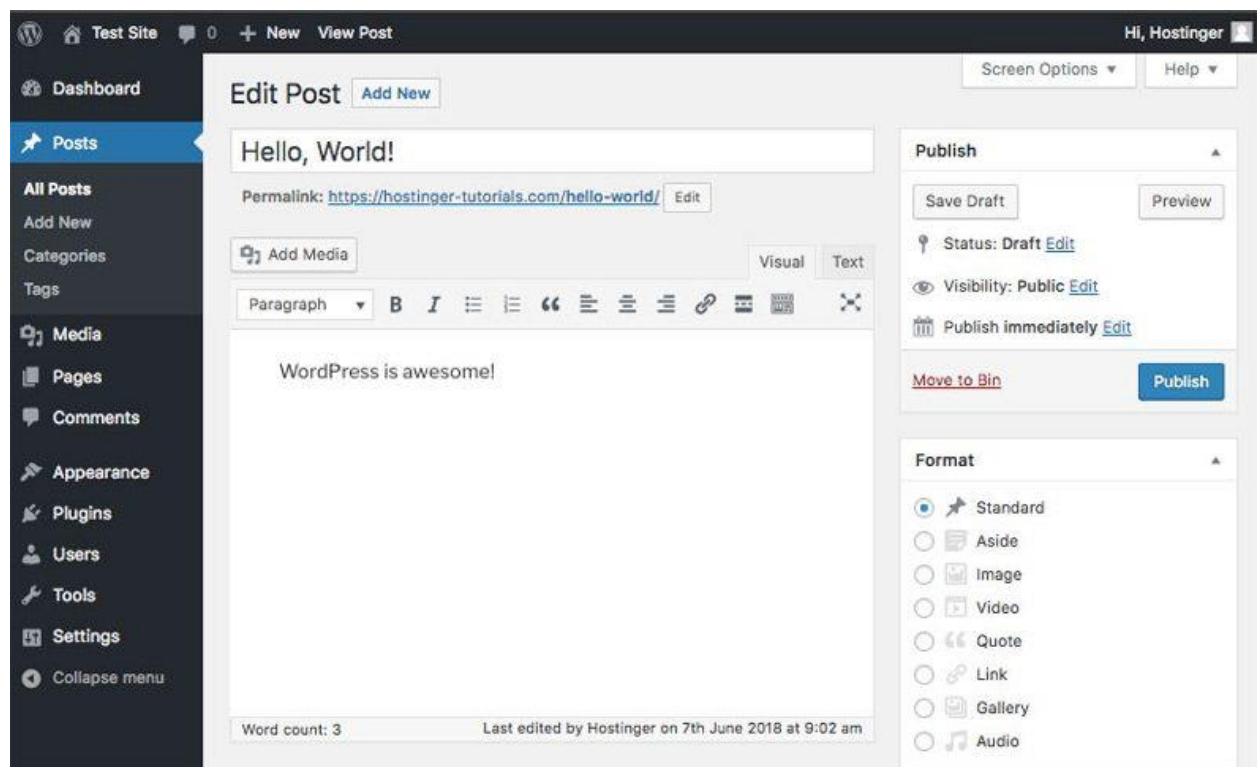 Test Site 0 + New View Post Hi, Hostinger
Screen Options ▼ Help ▼
Dashboard
Posts
All Posts
Add New
Categories
Tags
Media
Pages
Comments
Appearance
Plugins
Users
Tools
Settings
Collapse menu
Edit Post Add New
Hello, World!
Permalink: https://hostinger-tutorials.com/hello-world/ Edit
Add Media
Visual Text
Paragraph ▼ B I
WordPress is awesome!
Word count: 3 Last edited by Hostinger on 7th June 2018 at 9:02 am
Publish
Save Draft Preview
Status: Draft Edit
Visibility: Public Edit
Publish immediately Edit
Move to Bin Publish
Format
Standard
Aside
Image
Video
Quote
Link
Gallery
Audio